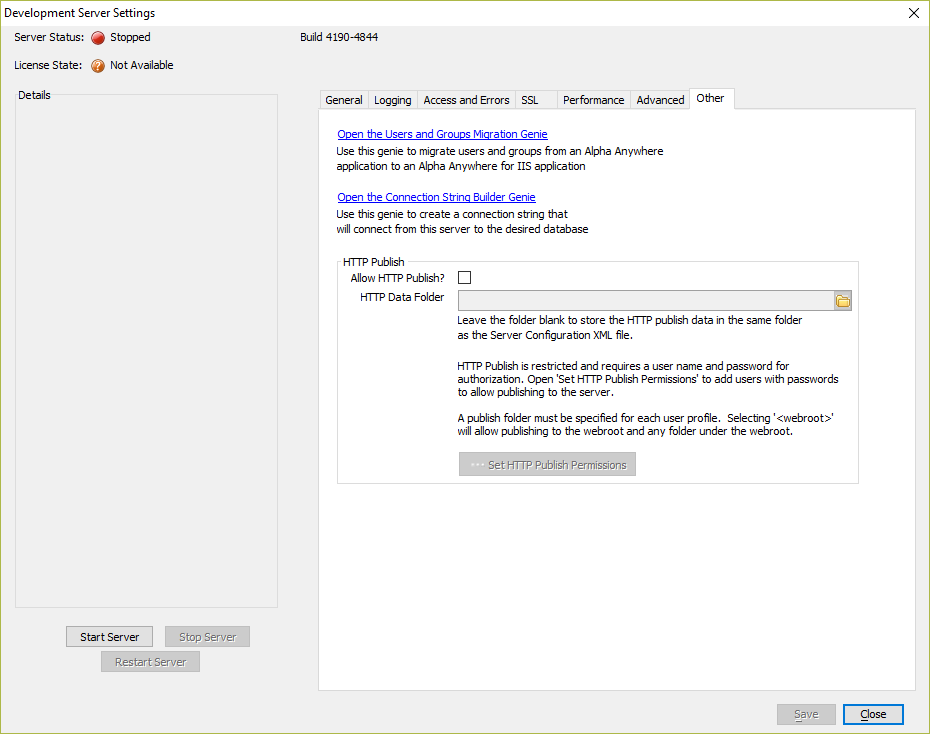 Development Server Settings
Server Status: Stopped
Build 4190-4844
License State: ? Not Available
Details
General Logging Access and Errors SSL Performance Advanced Other
Open the Users and Groups Migration Genie
Use this genie to migrate users and groups from an Alpha Anywhere
application to an Alpha Anywhere for IIS application
Open the Connection String Builder Genie
Use this genie to create a connection string that
will connect from this server to the desired database
HTTP Publish
Allow HTTP Publish?
HTTP Data Folder
Leave the folder blank to store the HTTP publish data in the same folder
as the Server Configuration XML file.
HTTP Publish is restricted and requires a user name and password for
authorization. Open 'Set HTTP Publish Permissions' to add users with passwords
to allow publishing to the server.
A publish folder must be specified for each user profile.  Selecting '<webroot>'
will allow publishing to the webroot and any folder under the webroot.
... Set HTTP Publish Permissions
Start Server Stop Server
Restart Server
Save Close